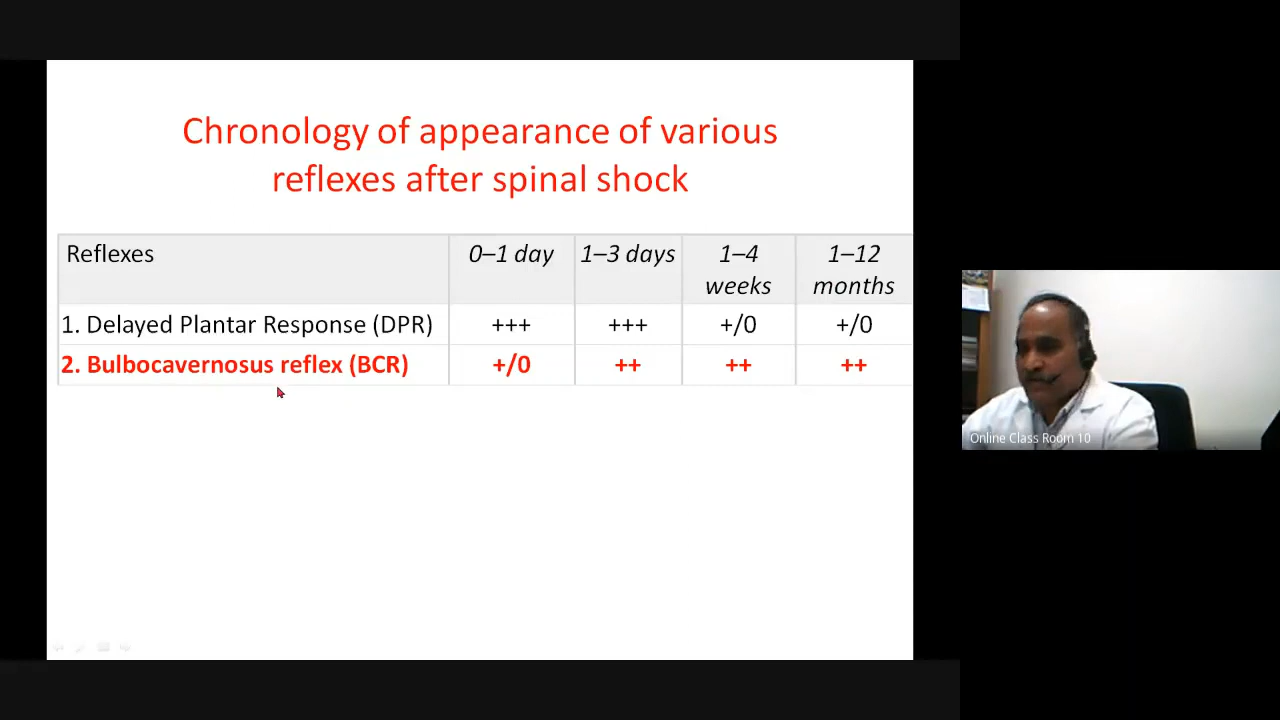 Chronology of appearance of various
reflexes after spinal shock
Reflexes 0–1 day 1–3 days 1–4 weeks 1–12 months
1. Delayed Plantar Response (DPR) +++ +++ +/0 +/0
2. Bulbocavernosus reflex (BCR) +/0 ++ ++ ++
Online Class Room 10